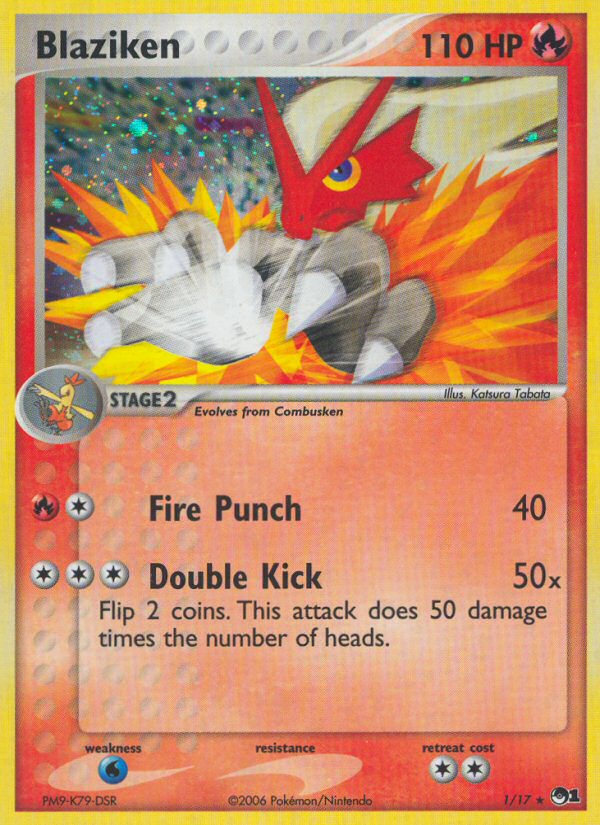 Blaziken 110 HP
Illus. Katsura Tabata
STAGE2
Evolves from Combusken
Fire Punch 40
Double Kick 50x
Flip 2 coins. This attack does 50 damage
times the number of heads.
weakness resistance retreat cost
PM9-K79-DSR ©2006 Pokémon/Nintendo 1/17 ★ 1